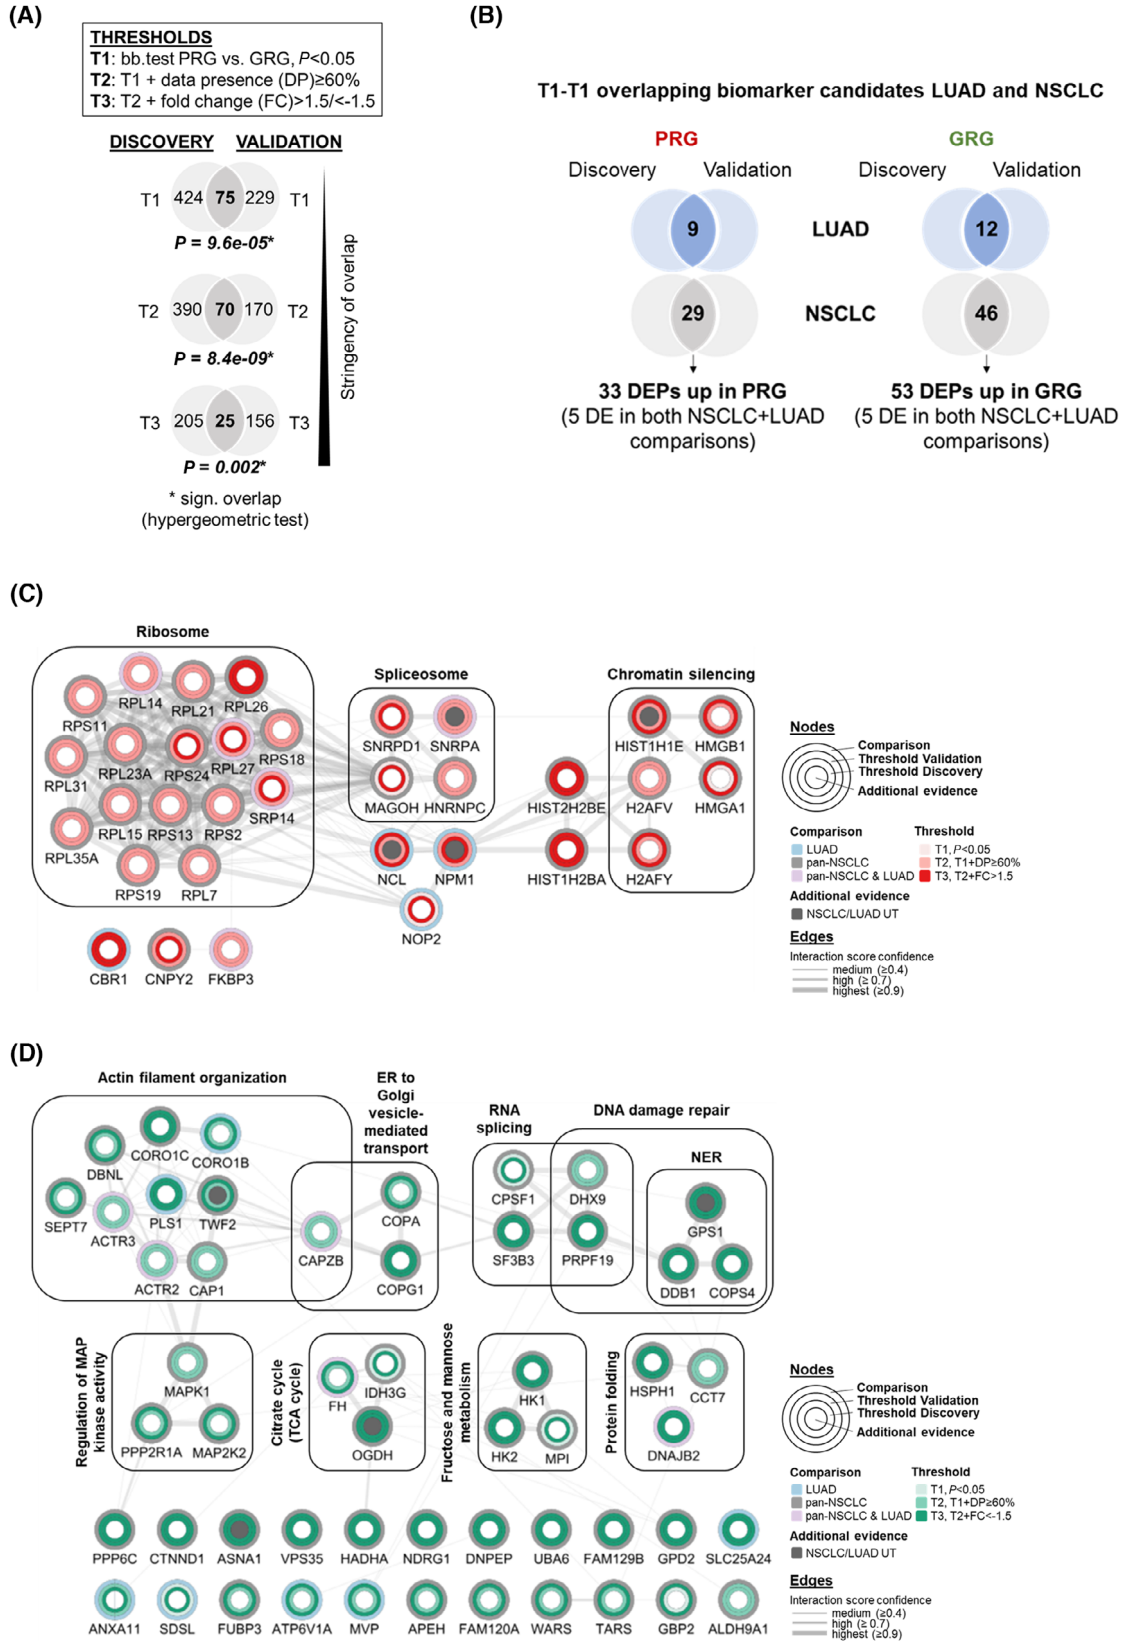 (A)
THRESHOLDS
T1: bb.test PRG vs. GRG, P<0.05
T2: T1 + data presence (DP)≥60%
T3: T2 + fold change (FC)>1.5/<-1.5
DISCOVERY VALIDATION
T1 424 75 229 T1
P = 9.6e-05*
T2 390 70 170 T2
P = 8.4e-09*
T3 205 25 156 T3
P = 0.002*
* sign. overlap
(hypergeometric test)
Stringency of overlap
(B)
T1-T1 overlapping biomarker candidates LUAD and NSCLC
PRG GRG
Discovery Validation Discovery Validation
9 LUAD 12
29 NSCLC 46
33 DEPs up in PRG
(5 DE in both NSCLC+LUAD
comparisons)
53 DEPs up in GRG
(5 DE in both NSCLC+LUAD
comparisons)
(C)
Ribosome
RPL14
RPL21
RPL26
RPS11
RPL31
RPL23A
RPS24
RPL27
RPS18
SRP14
RPL15
RPS13
RPS2
RPL35A
RPS19
RPL7
CBR1
CNPY2
FKBP3
Spliceosome
SNRPD1
SNRPA
MAGOH
HNRNPC
NCL
NPM1
NOP2
HIST2H2BE
HIST1H2BA
Chromatin silencing
HIST1H1E
HMGB1
H2AFV
HMGA1
H2AFY
Nodes
Comparison
Threshold Validation
Threshold Discovery
Additional evidence
Comparison Threshold
LUAD T1, P<0.05
pan-NSCLC T2, T1+DP≥60%
pan-NSCLC & LUAD T3, T2+FC>1.5
Additional evidence
NSCLC/LUAD UT
Edges
Interaction score confidence
medium (≥0.4)
high (≥ 0.7)
highest (≥0.9)
(D)
Actin filament organization
DBNL
CORO1C
CORO1B
SEPT7
ACTR3
PLS1
TWF2
ACTR2
CAP1
CAPZB
ER to
Golgi
vesicle-
mediated
transport
COPA
COPG1
RNA
splicing
CPSF1
SF3B3
DNA damage repair
DHX9
PRPF19
NER
GPS1
DDB1
COPS4
Regulation of MAP
kinase activity
MAPK1
PPP2R1A
MAP2K2
Citrate cycle
(TCA cycle)
FH
IDH3G
OGDH
Fructose and mannose
metabolism
HK1
HK2
MPI
Protein folding
HSPH1
CCT7
DNAJB2
PPP6C CTNND1 ASNA1 VPS35 HADHA NDRG1 DNPEP UBA6 FAM129B GPD2 SLC25A24
ANXA11 SDSL FUBP3 ATP6V1A MVP APEH FAM120A WARS TARS GBP2 ALDH9A1
Nodes
Comparison
Threshold Validation
Threshold Discovery
Additional evidence
Comparison Threshold
LUAD T1, P<0.05
pan-NSCLC T2, T1+DP≥60%
pan-NSCLC & LUAD T3, T2+FC<-1.5
Additional evidence
NSCLC/LUAD UT
Edges
Interaction score confidence
medium (≥0.4)
high (≥ 0.7)
highest (≥0.9)